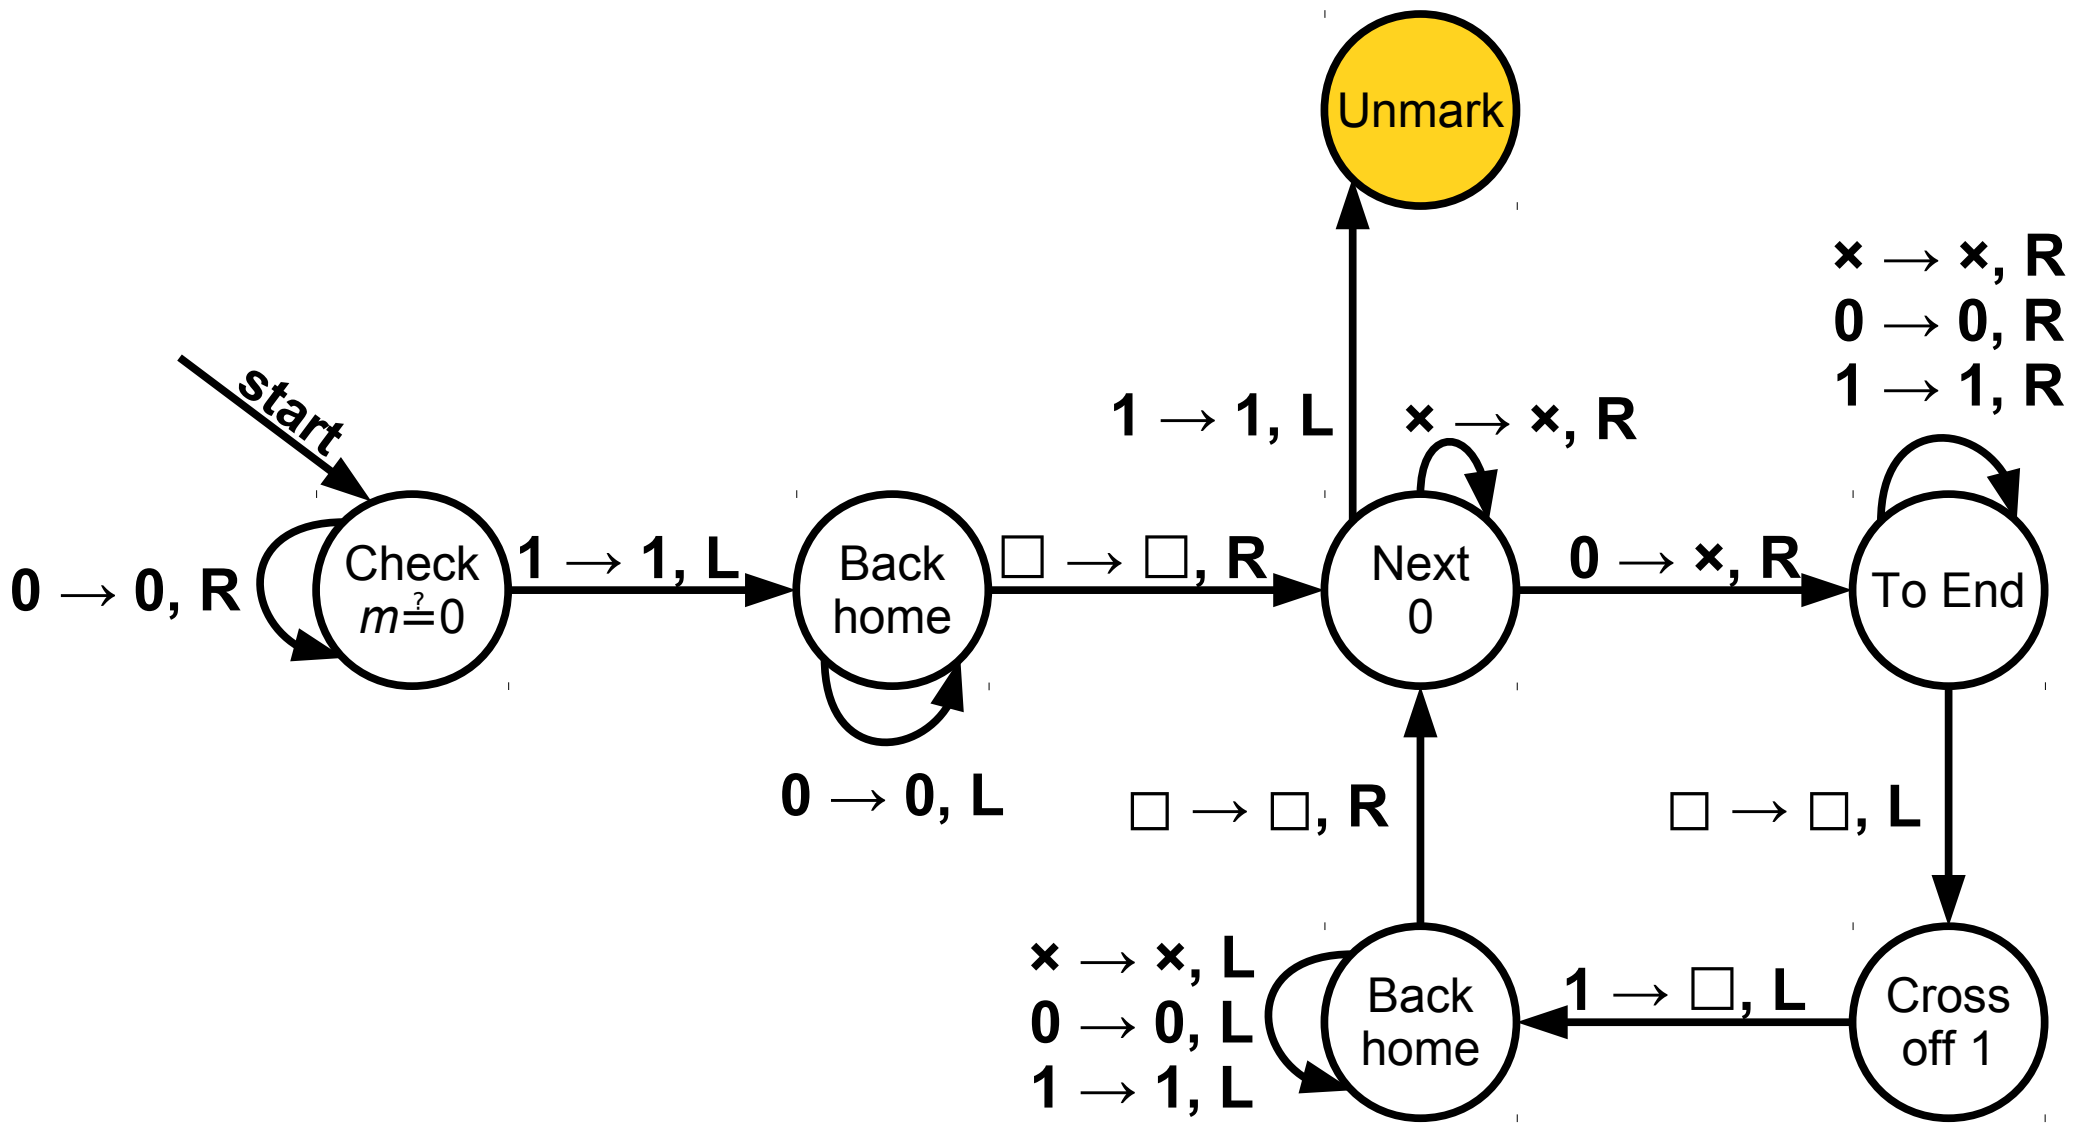 Unmark
× → ×, R
0 → 0, R
1 → 1, R
start
1 → 1, L
× → ×, R
0 → 0, R
Check
m≟0
1 → 1, L
Back
home
□ → □, R
Next
0
0 → ×, R
To End
0 → 0, L
□ → □, R
□ → □, L
× → ×, L
0 → 0, L
1 → 1, L
Back
home
1 → □, L
Cross
off 1